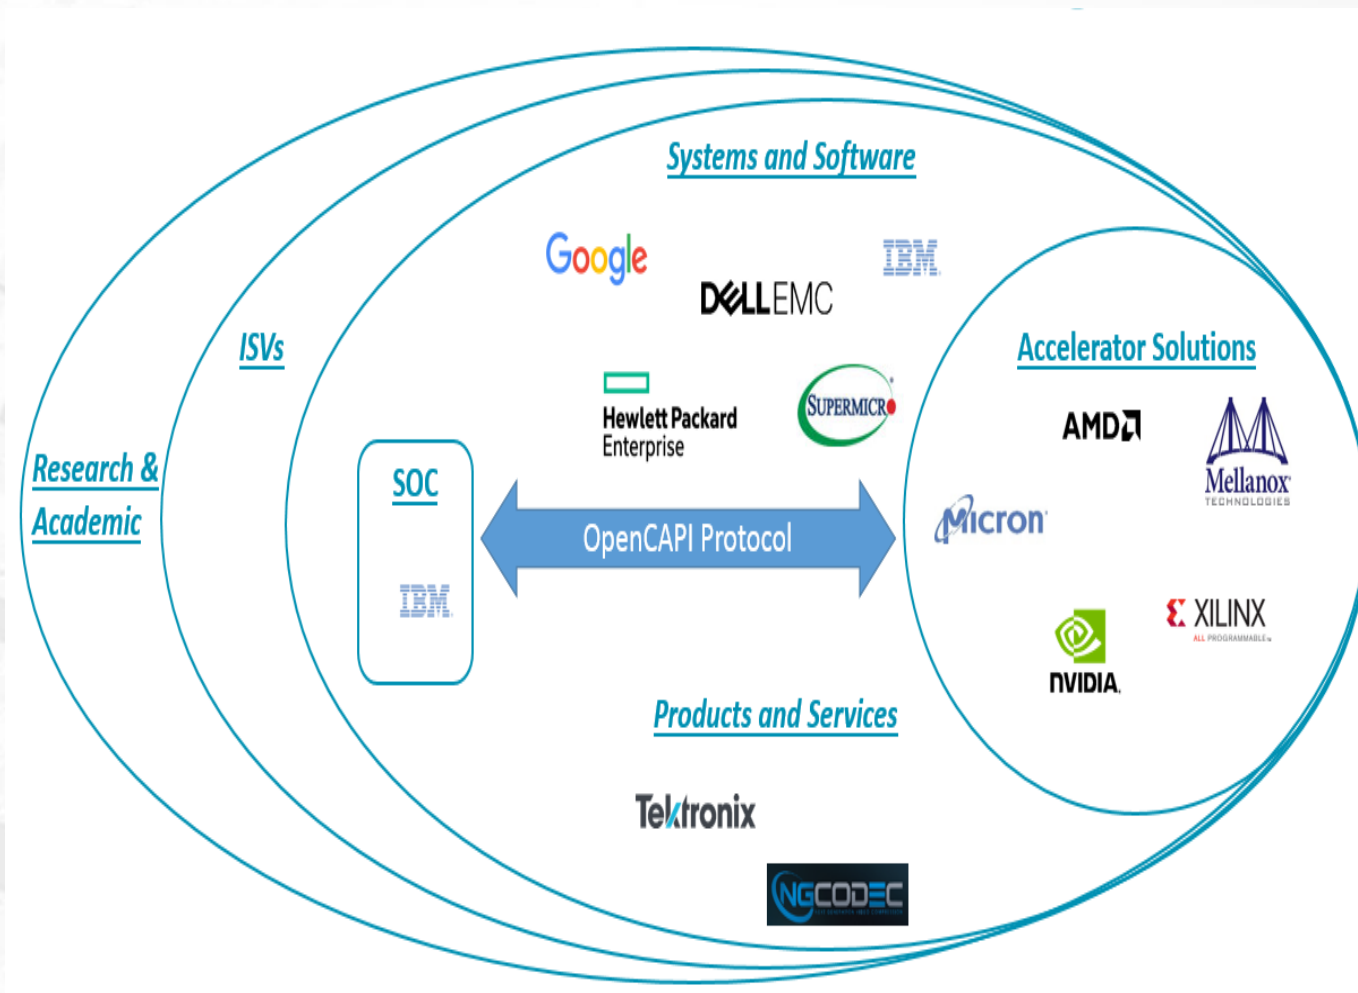 Systems and Software
Google
IBM
DELLEMC
ISVs
Accelerator Solutions
Hewlett Packard
Enterprise
SUPERMICRO
AMD
Mellanox
TECHNOLOGIES
Research &
Academic
SOC
OpenCAPI Protocol
Micron
IBM
XILINX
ALL PROGRAMMABLE
NVIDIA
Products and Services
Tektronix
NGCODEC